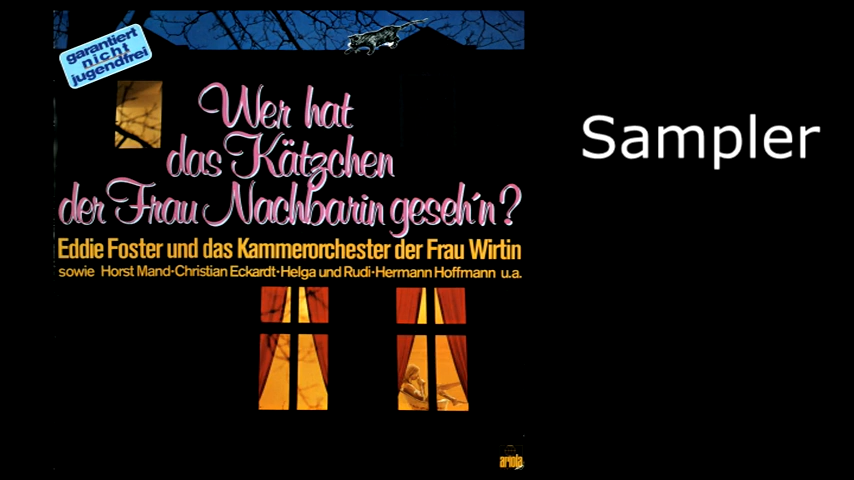 garantiert
nicht
jugendfrei
Wer hat
das Kätzchen
der Frau Nachbarin geseh'n?
Eddie Foster und das Kammerorchester der Frau Wirtin
sowie Horst Mand·Christian Eckardt·Helga und Rudi·Hermann Hoffmann u.a.
Sampler
ariola